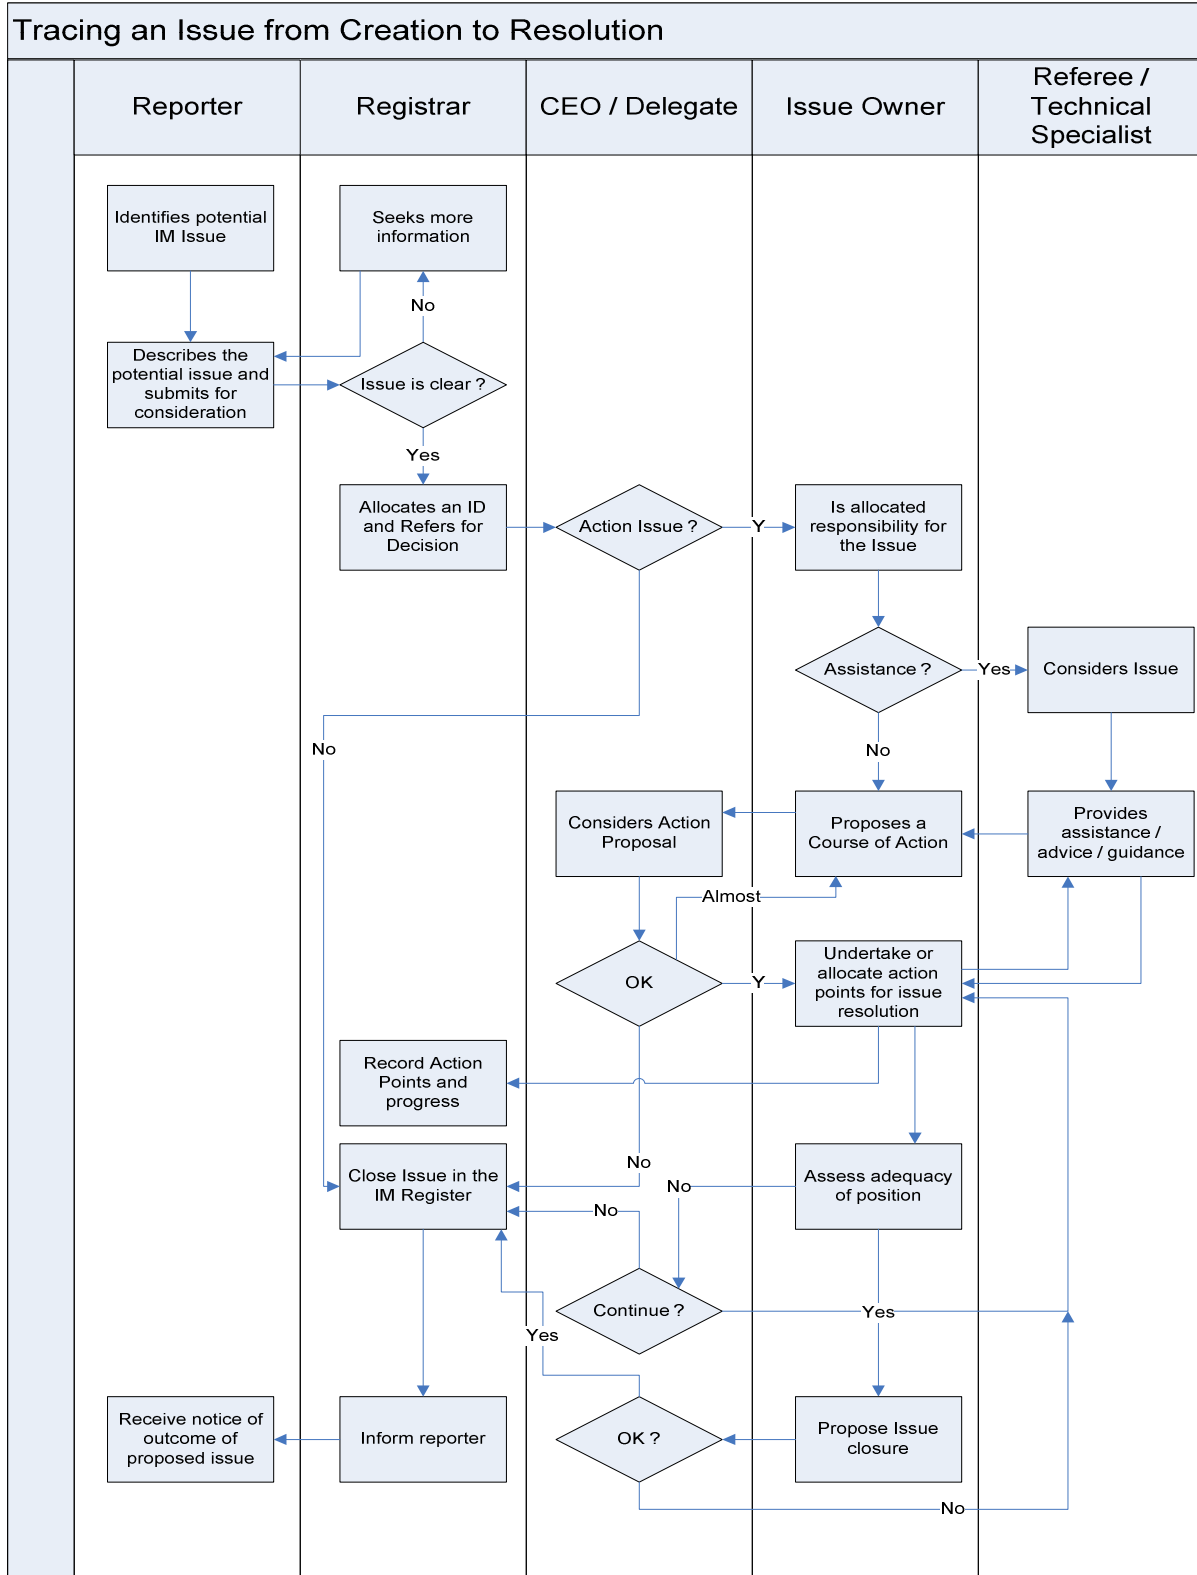 Tracing an Issue from Creation to Resolution
Reporter
Registrar
CEO / Delegate
Issue Owner
Referee /
Technical
Specialist
Identifies potential
IM Issue
Seeks more
information
No
Describes the
potential issue and
submits for
consideration
Issue is clear ?
Yes
Allocates an ID
and Refers for
Decision
Action Issue ?
Y
Is allocated
responsibility for
the Issue
Assistance ?
Yes
Considers Issue
No
No
Considers Action
Proposal
Proposes a
Course of Action
Provides
assistance /
advice / guidance
Almost
OK
Y
Undertake or
allocate action
points for issue
resolution
Record Action
Points and
progress
No
Close Issue in the
IM Register
No
Assess adequacy
of position
No
Continue ?
Yes
Yes
Receive notice of
outcome of
proposed issue
Inform reporter
OK ?
Propose Issue
closure
No